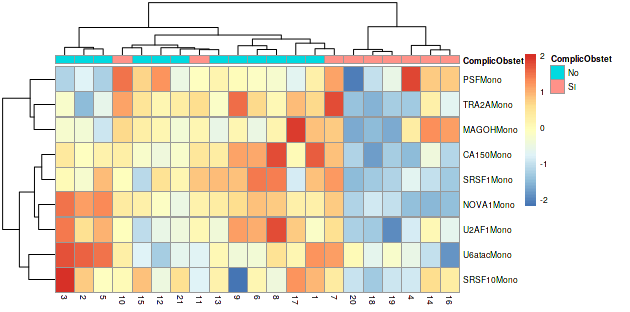 ComplicObstet
PSFMono
TRA2AMono
MAGOHMono
CA150Mono
SRSF1Mono
NOVA1Mono
U2AF1Mono
U6atacMono
SRSF10Mono
3 2 5 10 15 12 21 11 13 9 6 8 17 1 7 20 18 19 4 14 16
2
1
0
-1
-2
ComplicObstet
No
SI